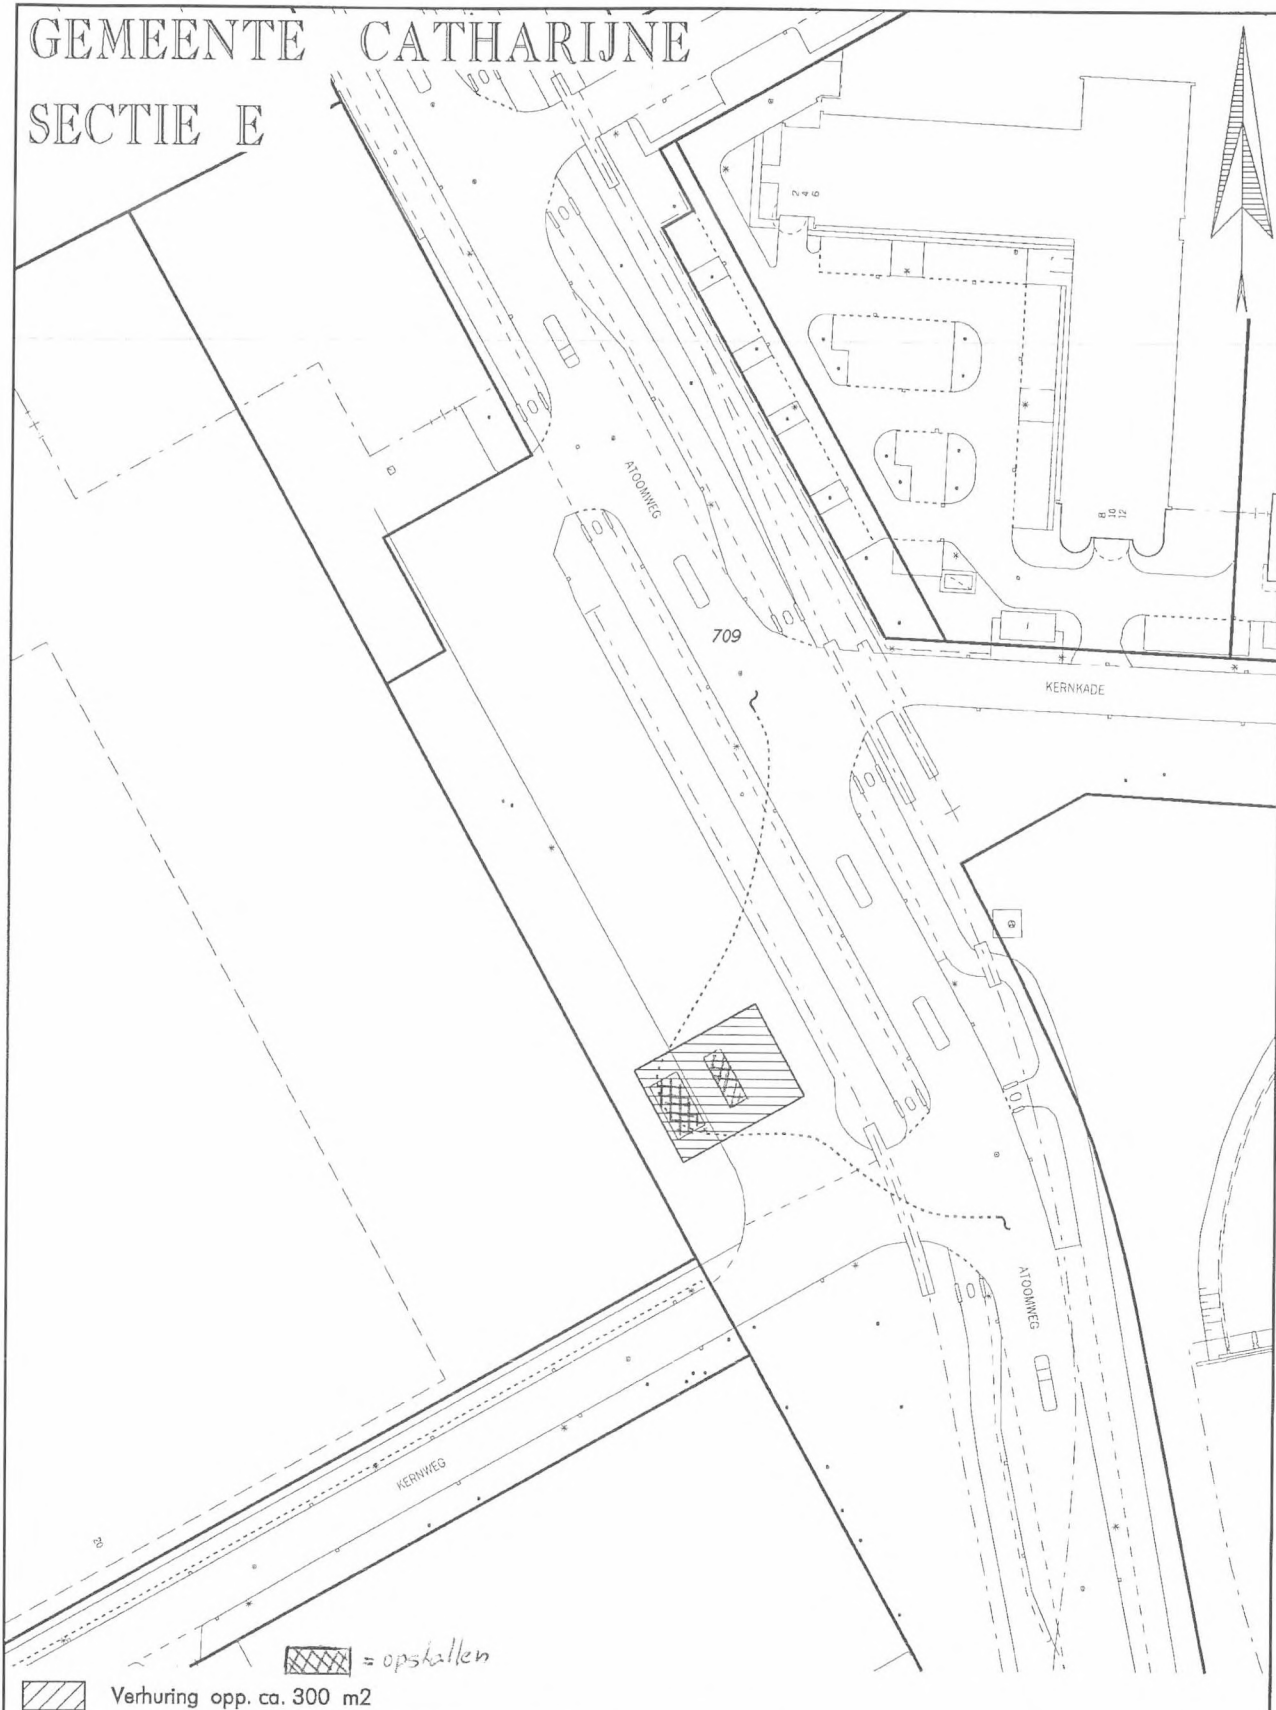 GEMEENTE CATHARIJNE
SECTIE E
2
4
6
ATOOMWEG
8
10
12
709
KERNKADE
ATOOMWEG
KERNWEG
20
= opstallen
Verhuring opp. ca. 300 m2